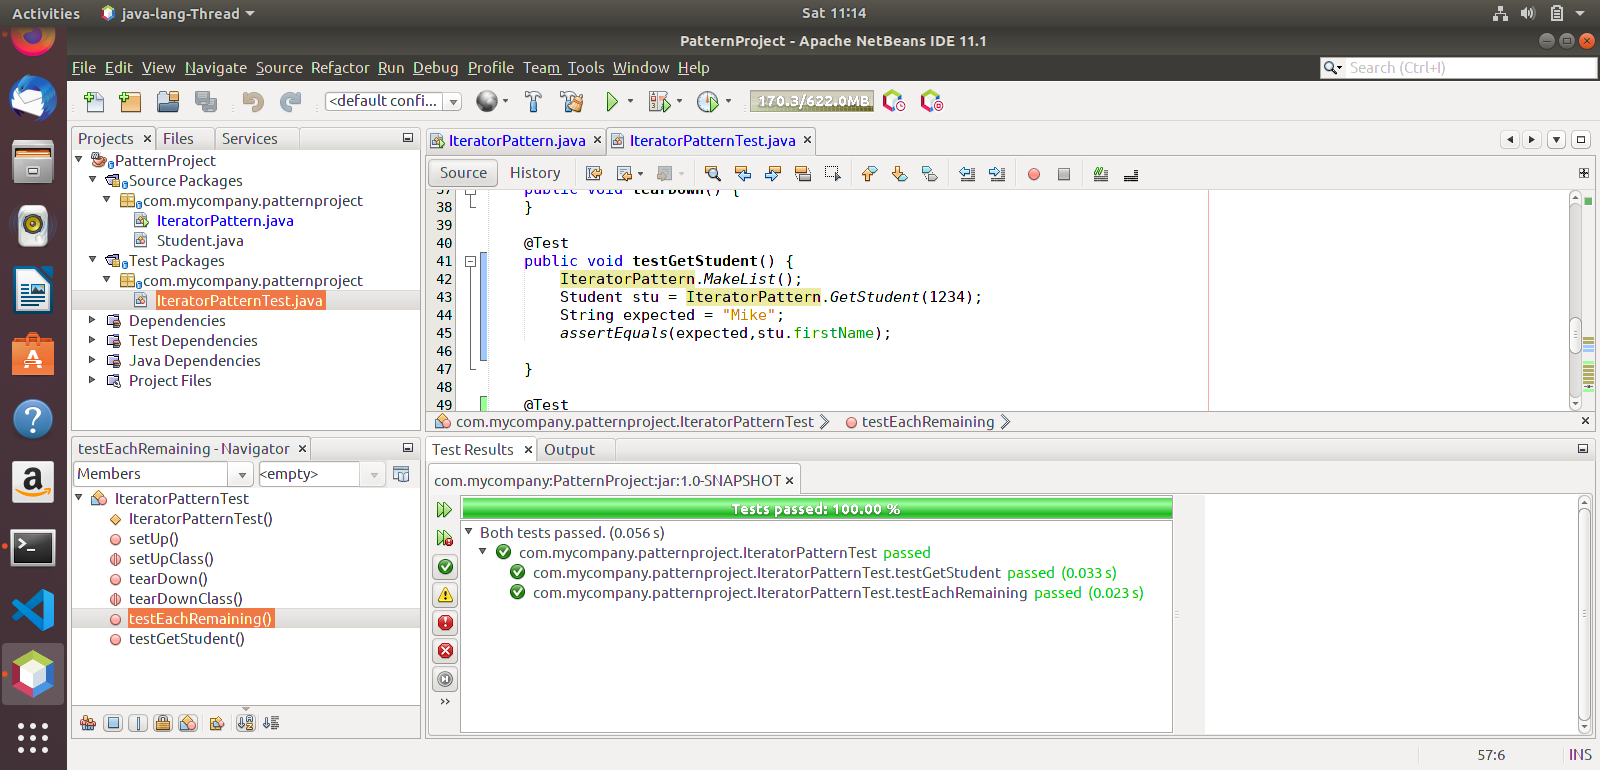 Activities java-lang-Thread Sat 11:14
PatternProject - Apache NetBeans IDE 11.1
File Edit View Navigate Source Refactor Run Debug Profile Team Tools Window Help Search (Ctrl+I)
<default confi... 170.3/622.0MB
Projects Files Services
PatternProject
Source Packages
com.mycompany.patternproject
IteratorPattern.java
Student.java
Test Packages
com.mycompany.patternproject
IteratorPatternTest.java
Dependencies
Test Dependencies
Java Dependencies
Project Files
IteratorPattern.java IteratorPatternTest.java
Source History
37 public void tearDown() {
38 }
39
40 @Test
41 public void testGetStudent() {
42 IteratorPattern.MakeList();
43 Student stu = IteratorPattern.GetStudent(1234);
44 String expected = "Mike";
45 assertEquals(expected,stu.firstName);
46
47 }
48
49 @Test
com.mycompany.patternproject.IteratorPatternTest testEachRemaining
testEachRemaining - Navigator
Members <empty>
IteratorPatternTest
IteratorPatternTest()
setUp()
setUpClass()
tearDown()
tearDownClass()
testEachRemaining()
testGetStudent()
Test Results Output
com.mycompany:PatternProject:jar:1.0-SNAPSHOT
Tests passed: 100.00 %
Both tests passed. (0.056 s)
com.mycompany.patternproject.IteratorPatternTest passed
com.mycompany.patternproject.IteratorPatternTest.testGetStudent passed (0.033 s)
com.mycompany.patternproject.IteratorPatternTest.testEachRemaining passed (0.023 s)
57:6 INS